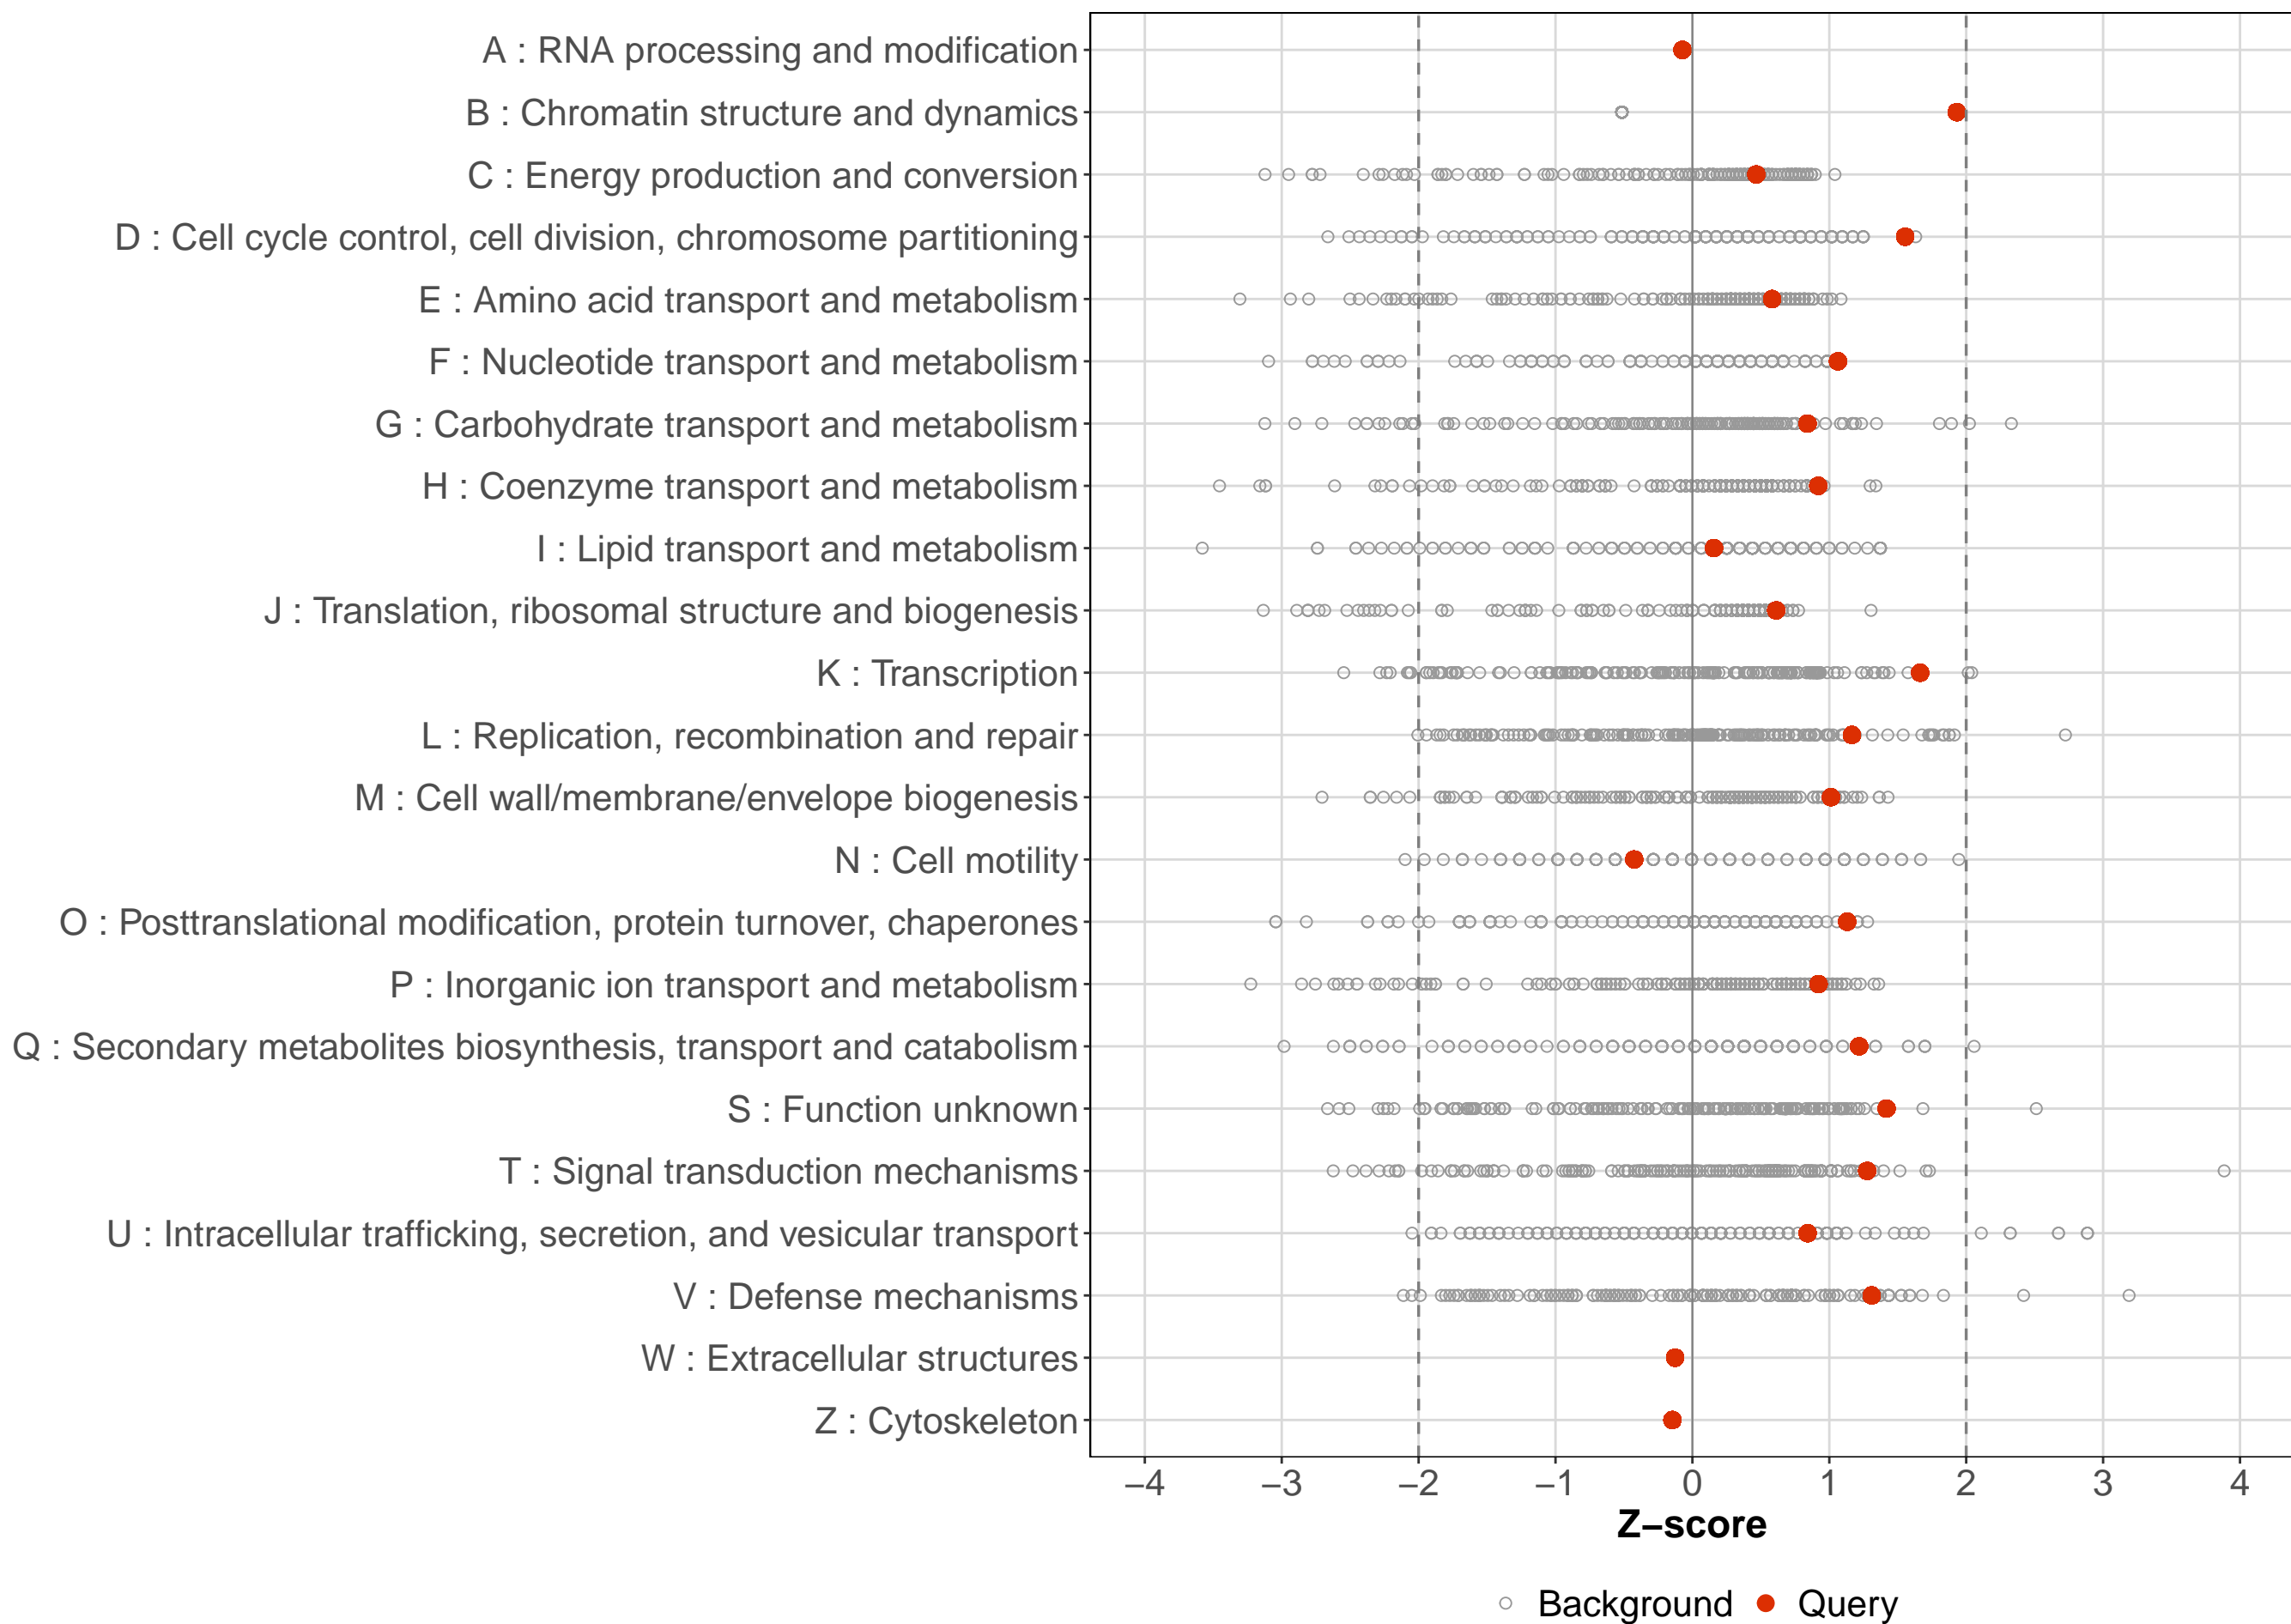 A : RNA processing and modification
B : Chromatin structure and dynamics
C : Energy production and conversion
D : Cell cycle control, cell division, chromosome partitioning
E : Amino acid transport and metabolism
F : Nucleotide transport and metabolism
G : Carbohydrate transport and metabolism
H : Coenzyme transport and metabolism
I : Lipid transport and metabolism
J : Translation, ribosomal structure and biogenesis
K : Transcription
L : Replication, recombination and repair
M : Cell wall/membrane/envelope biogenesis
N : Cell motility
O : Posttranslational modification, protein turnover, chaperones
P : Inorganic ion transport and metabolism
Q : Secondary metabolites biosynthesis, transport and catabolism
S : Function unknown
T : Signal transduction mechanisms
U : Intracellular trafficking, secretion, and vesicular transport
V : Defense mechanisms
W : Extracellular structures
Z : Cytoskeleton
−4 −3 −2 −1 0 1 2 3 4
Z−score
Background Query